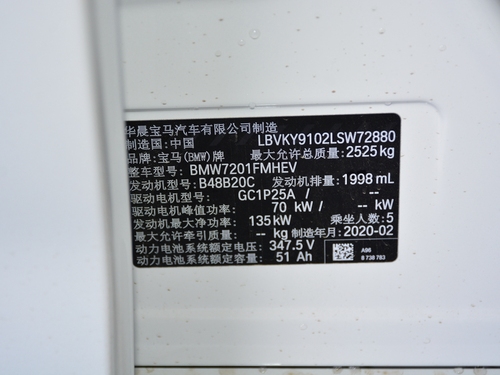 华晨宝马汽车有限公司制造
制造国: 中国 LBVKY9102LSW72880
品牌: 宝马(BMW) 最大允许总质量: 2525 kg
整车型号: BMW7201FMHEV
发动机型号: B48B20C 发动机排量: 1998 mL
驱动电机型号: GC1P25A / --
驱动电机峰值功率: 70 kW / -- kW
发动机最大净功率: 135 kW 乘坐人数: 5
最大允许牵引质量: -- kg 制造年月: 2020-02
动力电池系统额定电压: 347.5 V
动力电池系统额定容量: 51 Ah
A96
8 738 783